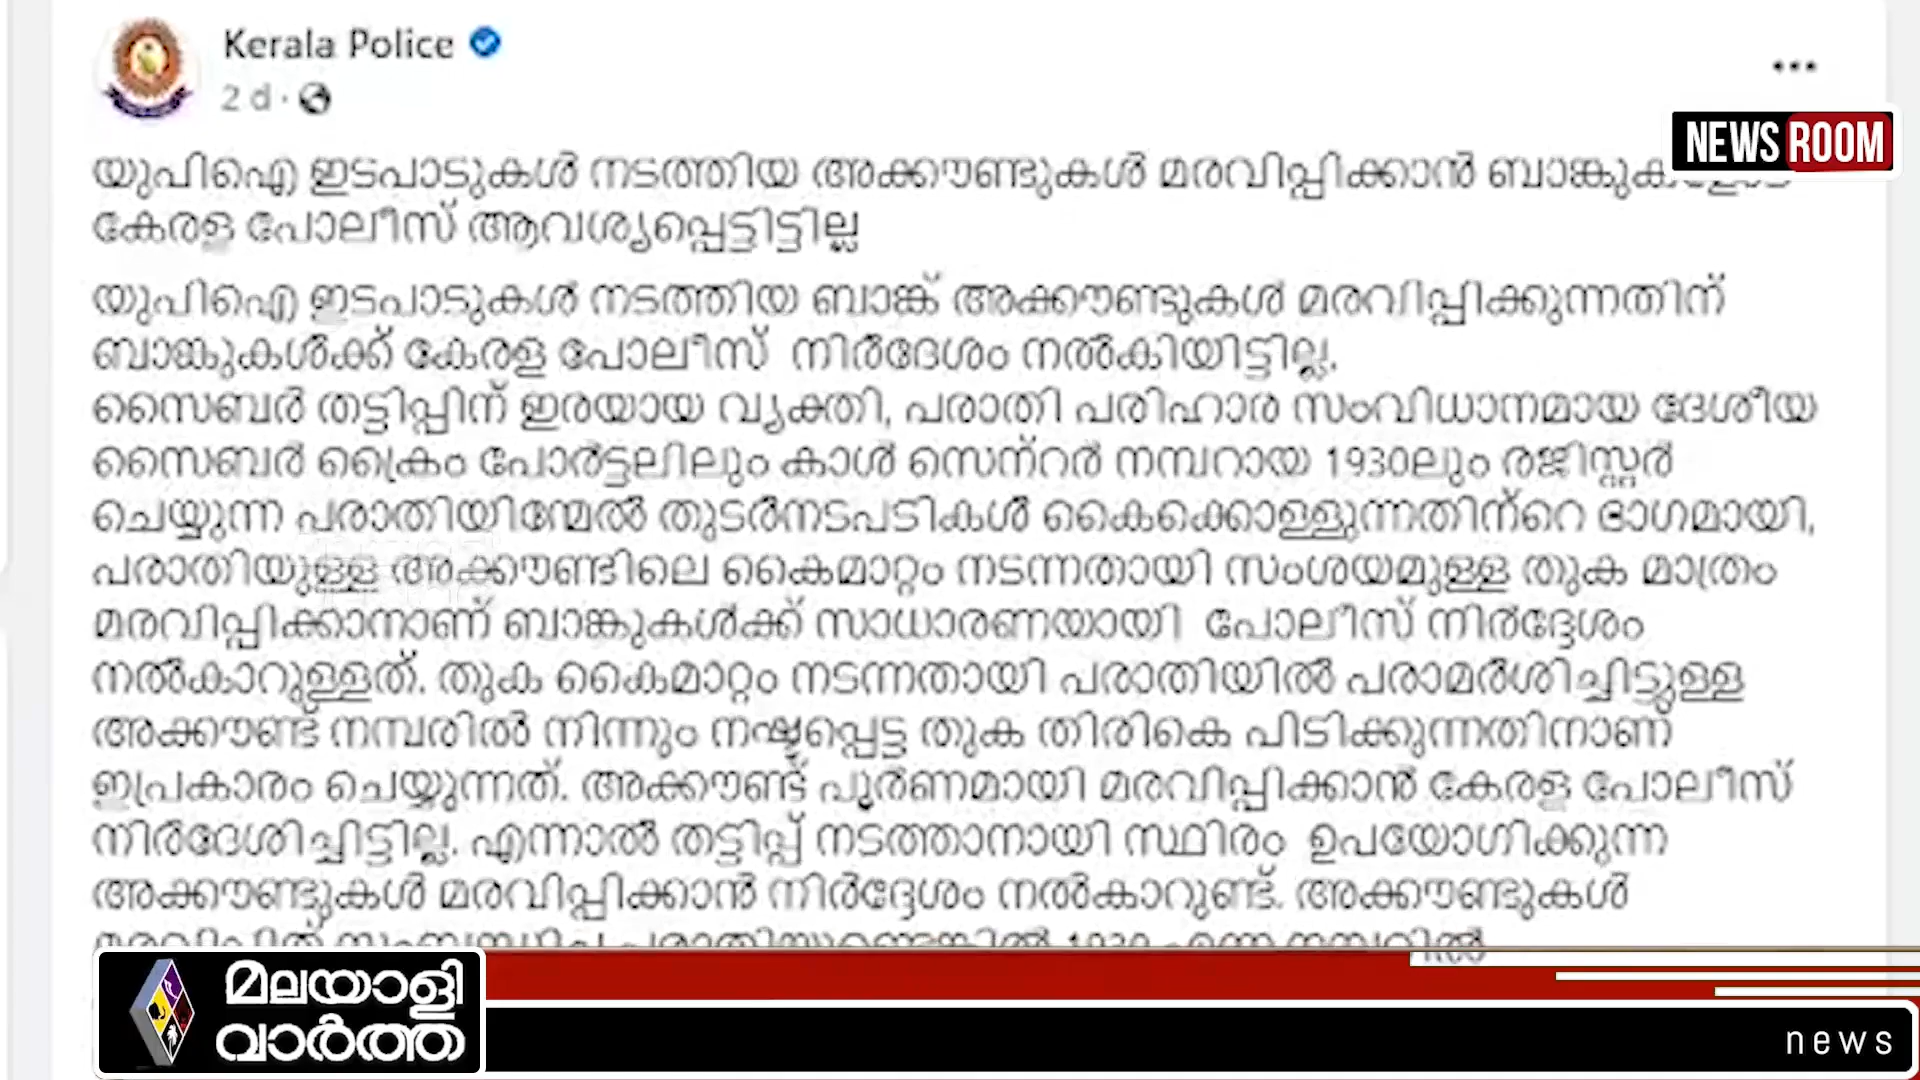 Kerala Police
2 d
NEWS ROOM
യുപിഐ ഇടപാടുകൾ നടത്തിയ അക്കൗണ്ടുകൾ മരവിപ്പിക്കാൻ
കേരള പോലീസ് ആവശ്യപ്പെട്ടിട്ടില്ല
യുപിഐ ഇടപാടുകൾ നടത്തിയ ബാങ്ക് അക്കൗണ്ടുകൾ മരവിപ്പിക്കുന്നതിന്
ബാങ്കുകൾക്ക് കേരള പോലീസ് നിർദേശം നൽകിയിട്ടില്ല.
സൈബർ തട്ടിപ്പിന് ഇരയായ വ്യക്തി, പരാതി പരിഹാര സംവിധാനമായ ദേശീയ
സൈബർ ക്രൈം പോർട്ടലിലും കാൾ സെന്റർ നമ്പറായ 1930ലും രജിസ്റ്റർ
ചെയ്യുന്ന പരാതിയിന്മേൽ തുടർനടപടികൾ കൈക്കൊള്ളുന്നതിന്റെ ഭാഗമായി,
പരാതിയുള്ള അക്കൗണ്ടിലെ കൈമാറ്റം നടന്നതായി സംശയമുള്ള തുക മാത്രം
മരവിപ്പിക്കാനാണ് ബാങ്കുകൾക്ക് സാധാരണയായി പോലീസ് നിർദ്ദേശം
നൽകാറുള്ളത്. തുക കൈമാറ്റം നടന്നതായി പരാതിയിൽ പരാമർശിച്ചിട്ടുള്ള
അക്കൗണ്ട് നമ്പരിൽ നിന്നും നഷ്ടപ്പെട്ട തുക തിരികെ പിടിക്കുന്നതിനാണ്
ഇപ്രകാരം ചെയ്യുന്നത്. അക്കൗണ്ട് പൂർണമായി മരവിപ്പിക്കാൻ കേരള പോലീസ്
നിർദേശിച്ചിട്ടില്ല. എന്നാൽ തട്ടിപ്പ് നടത്താനായി സ്ഥിരം ഉപയോഗിക്കുന്ന
അക്കൗണ്ടുകൾ മരവിപ്പിക്കാൻ നിർദ്ദേശം നൽകാറുണ്ട്. അക്കൗണ്ടുകൾ
മലയാളി
വാർത്ത
news